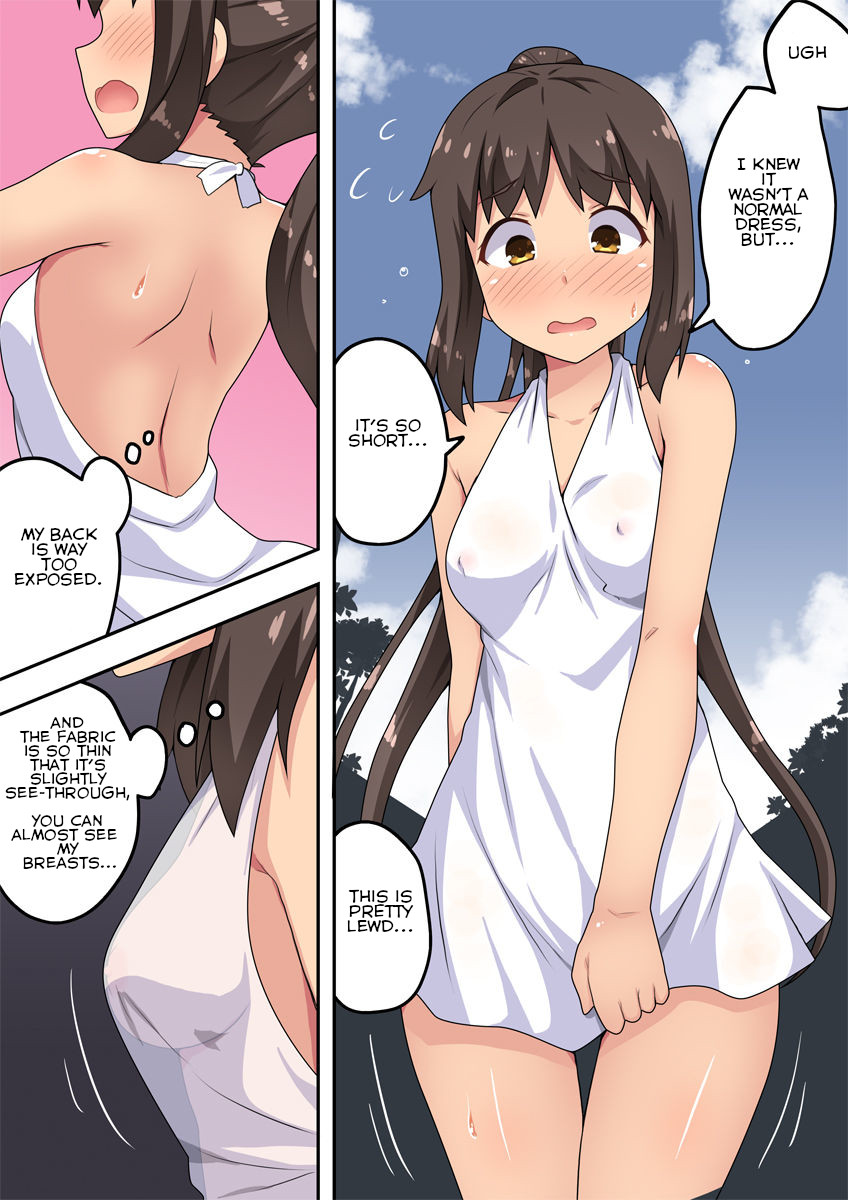 UGH
I KNEW
IT
WASN'T A
NORMAL
DRESS,
BUT...
IT'S SO
SHORT...
THIS IS
PRETTY
LEWD...
MY BACK
IS WAY
TOO
EXPOSED.
AND
THE FABRIC
IS SO THIN
THAT IT'S
SLIGHTLY
SEE-THROUGH,
YOU CAN
ALMOST SEE
MY
BREASTS...